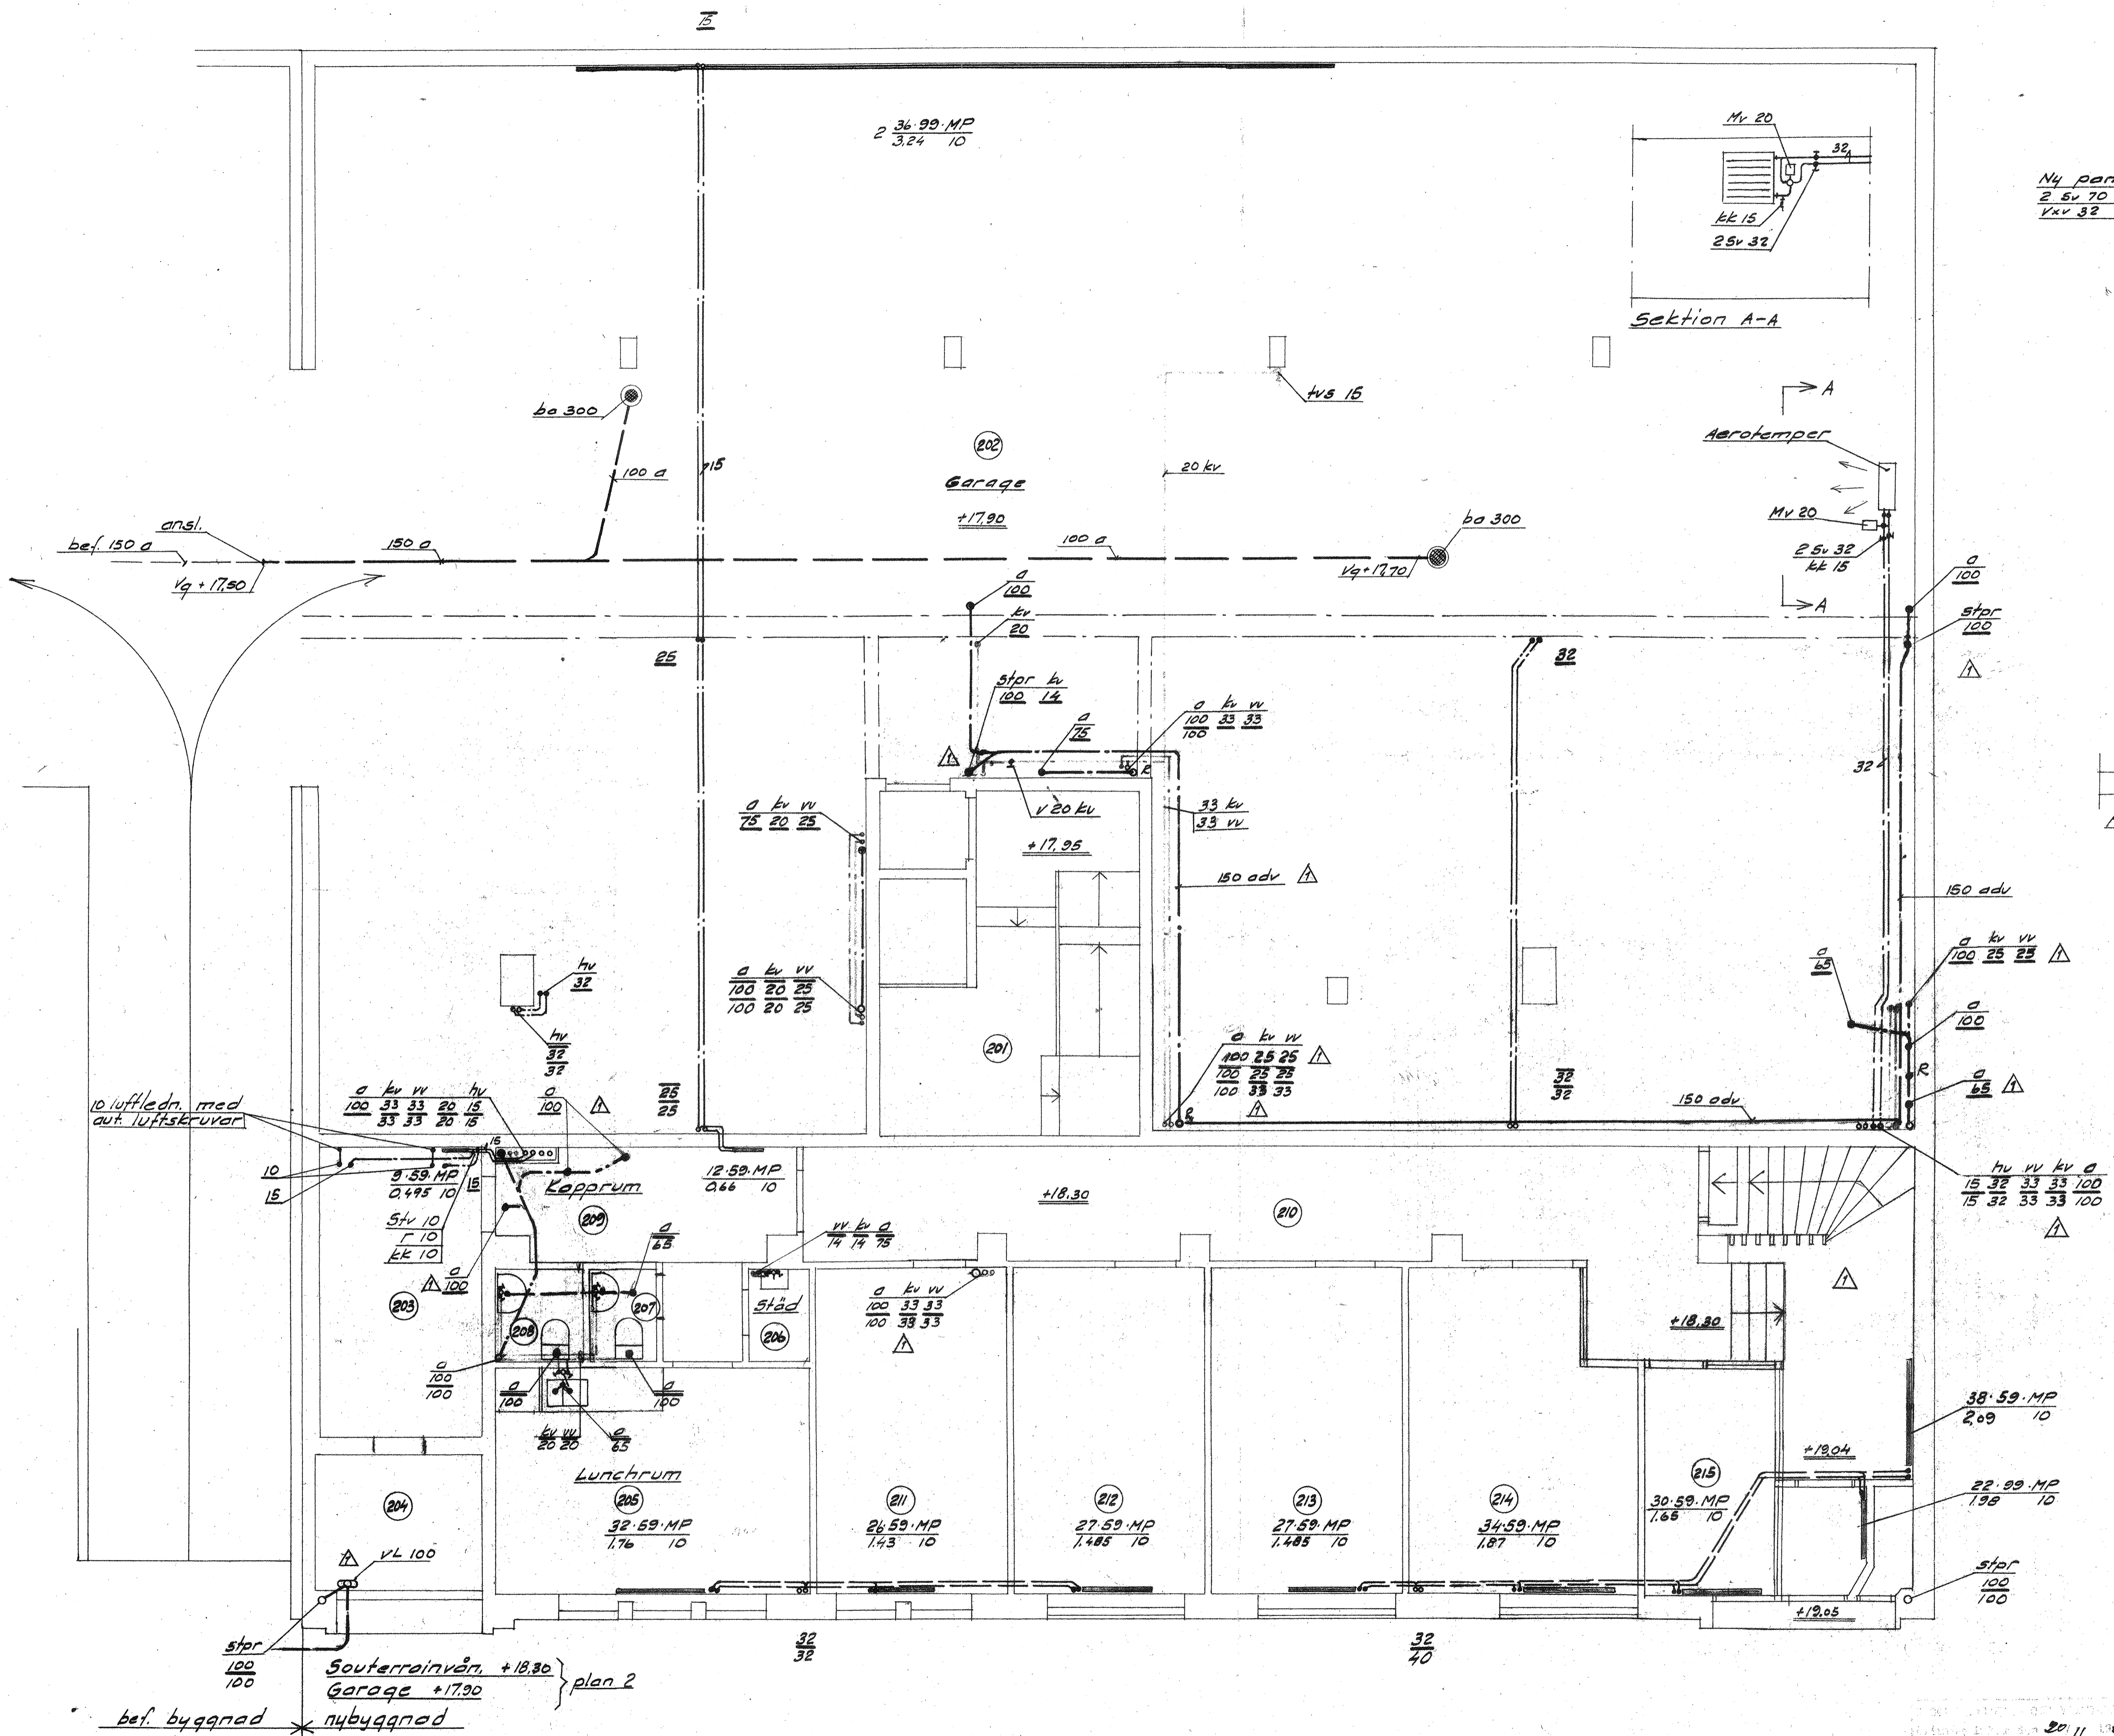 15
2 36·99·MP
3,24 10
Mv 20
32
kk 15
2 Sv 32
Sektion A-A
Ny pan
2 Sv 70
Vxv 32
ba 300
100 a
15
tvs 15
202
Garage
+17,90
20 kv
A
Aerotemper
Mv 20
2 Sv 32
kk 15
A
ansl.
bef. 150 a
Vg +17,50
150 a
100 a
ba 300
Vg +17,70
a
100
kv
20
a
100
stpr
100
1
25
32
stpr kv
100 14
a
75
a kv vv
100 33 33
100
1
R
v 20 kv
33 kv
33 vv
32
a kv vv
75 20 25
+17,95
150 adv
1
150 adv
a kv vv
100 20 25
100 20 25
hv
32
hv
32
32
201
a
65
a kv vv
100 25 25
1
a
100
R
a
65
1
a kv vv
100 25 25
100 25 25
100 33 33
1
1
R
32
32
150 adv
25
25
10 luftledn. med
aut. luftskruvar
a kv vv hv
100 33 33 20 15
33 33 20 15
a
100
1
15
10
15
9·59·MP
0,495 10
15
Kopprum
209
12·59·MP
0,66 10
+18,30
210
hv vv kv a
15 32 33 33 100
15 32 33 33 100
1
1
Stv 10
r 10
kk 10
1
a
100
a
65
vv kv a
14 14 75
203
208
207
Städ
206
a kv vv
100 33 33
100 33 33
1
+18,30
a
100
100
a
100
a
100
kv vv
20 20
a
65
38·59·MP
2,09 10
+19,04
22·99·MP
1,98 10
204
Lunchrum
205
32·59·MP
1,76 10
211
26·59·MP
1,43 10
212
27·59·MP
1,485 10
213
27·59·MP
1,485 10
214
34·59·MP
1,87 10
215
30·59·MP
1,65 10
1
vL 100
stpr
100
100
+19,05
stpr
100
100
32
32
32
40
Souterrainvån. +18,30
Garage +17,90
plan 2
bef. byggnad
nybyggnad